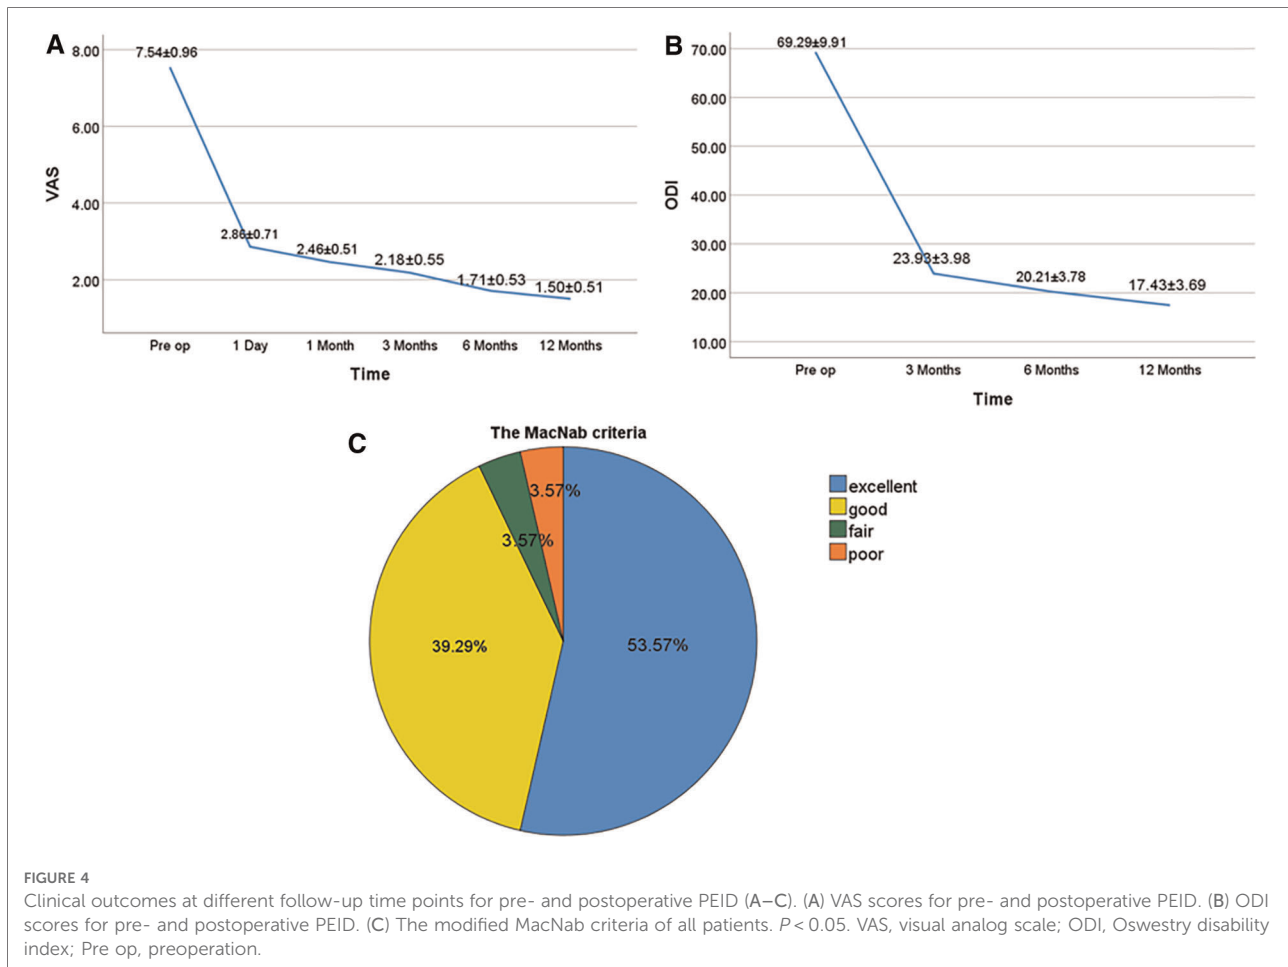 A
8.00
7.54±0.96
6.00
VAS
4.00
2.86±0.71
2.46±0.51
2.18±0.55
1.71±0.53
1.50±0.51
2.00
Pre op 1 Day 1 Month 3 Months 6 Months 12 Months
Time
B
70.00
69.29±9.91
60.00
50.00
ODI
40.00
30.00
23.93±3.98
20.21±3.78
17.43±3.69
20.00
10.00
Pre op 3 Months 6 Months 12 Months
Time
C
The MacNab criteria
3.57%
3.57%
39.29%
53.57%
excellent
good
fair
poor
FIGURE 4
Clinical outcomes at different follow-up time points for pre- and postoperative PEID (A–C). (A) VAS scores for pre- and postoperative PEID. (B) ODI
scores for pre- and postoperative PEID. (C) The modified MacNab criteria of all patients. P < 0.05. VAS, visual analog scale; ODI, Oswestry disability
index; Pre op, preoperation.